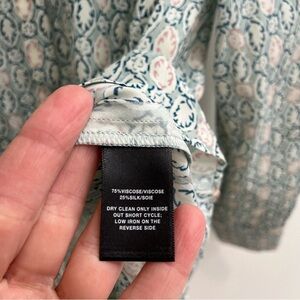 75%VISCOSE/VISCOSE
25%SILK/SOIE
DRY CLEAN ONLY INSIDE
OUT SHORT CYCLE;
LOW IRON ON THE
REVERSE SIDE